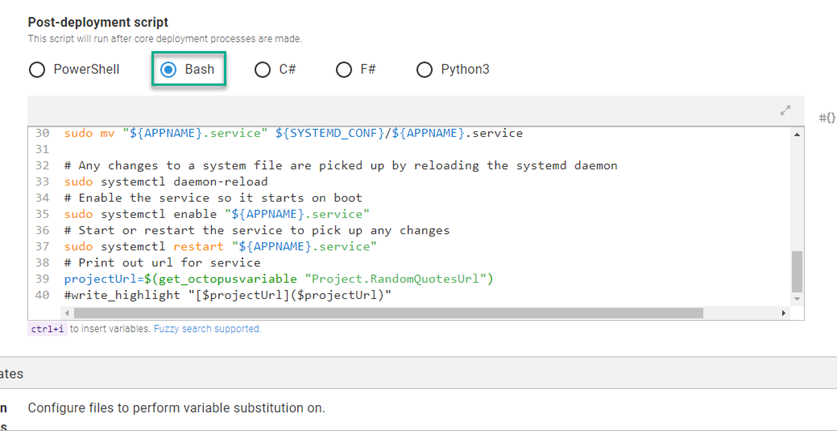 Post-deployment script
This script will run after core deployment processes are made.
PowerShell Bash C# F# Python3
#{}
30 sudo mv "${APPNAME}.service" ${SYSTEMD_CONF}/${APPNAME}.service
31
32 # Any changes to a system file are picked up by reloading the systemd daemon
33 sudo systemctl daemon-reload
34 # Enable the service so it starts on boot
35 sudo systemctl enable "${APPNAME}.service"
36 # Start or restart the service to pick up any changes
37 sudo systemctl restart "${APPNAME}.service"
38 # Print out url for service
39 projectUrl=$(get_octopusvariable "Project.RandomQuotesUrl")
40 #write_highlight "[$projectUrl]($projectUrl)"
ctrl+i to insert variables. Fuzzy search supported.
ates
n Configure files to perform variable substitution on.
s